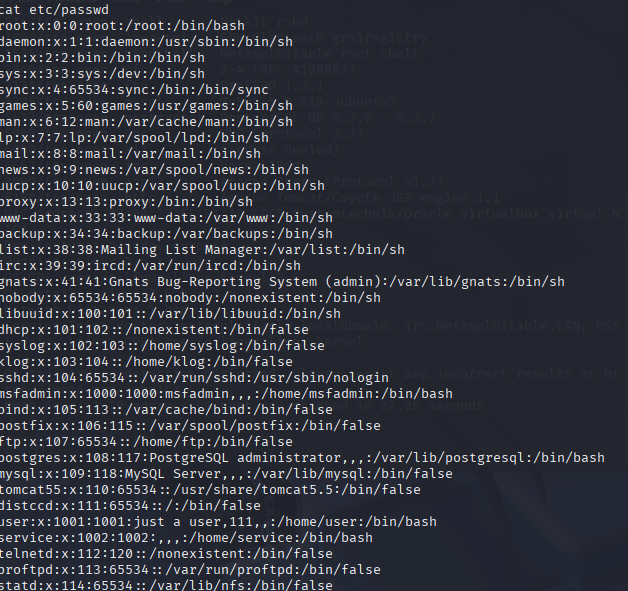 cat etc/passwd
root:x:0:0:root:/root:/bin/bash
daemon:x:1:1:daemon:/usr/sbin:/bin/sh
bin:x:2:2:bin:/bin:/bin/sh
sys:x:3:3:sys:/dev:/bin/sh
sync:x:4:65534:sync:/bin:/bin/sync
games:x:5:60:games:/usr/games:/bin/sh
man:x:6:12:man:/var/cache/man:/bin/sh
lp:x:7:7:lp:/var/spool/lpd:/bin/sh
mail:x:8:8:mail:/var/mail:/bin/sh
news:x:9:9:news:/var/spool/news:/bin/sh
uucp:x:10:10:uucp:/var/spool/uucp:/bin/sh
proxy:x:13:13:proxy:/bin:/bin/sh
www-data:x:33:33:www-data:/var/www:/bin/sh
backup:x:34:34:backup:/var/backups:/bin/sh
list:x:38:38:Mailing List Manager:/var/list:/bin/sh
irc:x:39:39:ircd:/var/run/ircd:/bin/sh
gnats:x:41:41:Gnats Bug-Reporting System (admin):/var/lib/gnats:/bin/sh
nobody:x:65534:65534:nobody:/nonexistent:/bin/sh
libuuid:x:100:101::/var/lib/libuuid:/bin/sh
dhcp:x:101:102::/nonexistent:/bin/false
syslog:x:102:103::/home/syslog:/bin/false
klog:x:103:104::/home/klog:/bin/false
sshd:x:104:65534::/var/run/sshd:/usr/sbin/nologin
msfadmin:x:1000:1000:msfadmin,,,:/home/msfadmin:/bin/bash
bind:x:105:113::/var/cache/bind:/bin/false
postfix:x:106:115::/var/spool/postfix:/bin/false
ftp:x:107:65534::/home/ftp:/bin/false
postgres:x:108:117:PostgreSQL administrator,,,:/var/lib/postgresql:/bin/bash
mysql:x:109:118:MySQL Server,,,:/var/lib/mysql:/bin/false
tomcat55:x:110:65534::/usr/share/tomcat5.5:/bin/false
distccd:x:111:65534::/:/bin/false
user:x:1001:1001:just a user,111,,:/home/user:/bin/bash
service:x:1002:1002:,,,:/home/service:/bin/bash
telnetd:x:112:120::/nonexistent:/bin/false
proftpd:x:113:65534::/var/run/proftpd:/bin/false
statd:x:114:65534::/var/lib/nfs:/bin/false